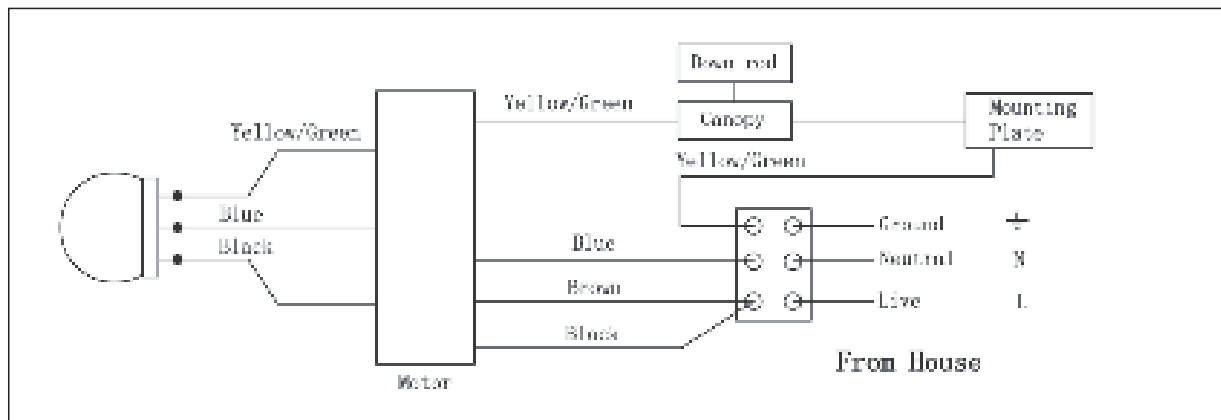 Down rod
Yellow/Green
Canopy
Mounting
Plate
Yellow/Green
Yellow/Green
Blue
Ground
Black
Blue
Neutral
N
Brown
Live
L
Black
From House
Motor